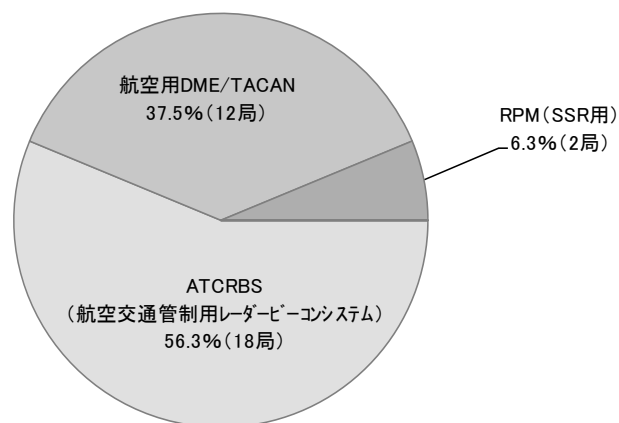 航空用DME/TACAN
37.5%(12局)
RPM(SSR用)
6.3%(2局)
ATCRBS
(航空交通管制用ﾚｰﾀﾞｰﾋﾞｰｺﾝｼｽﾃﾑ)
56.3%(18局)